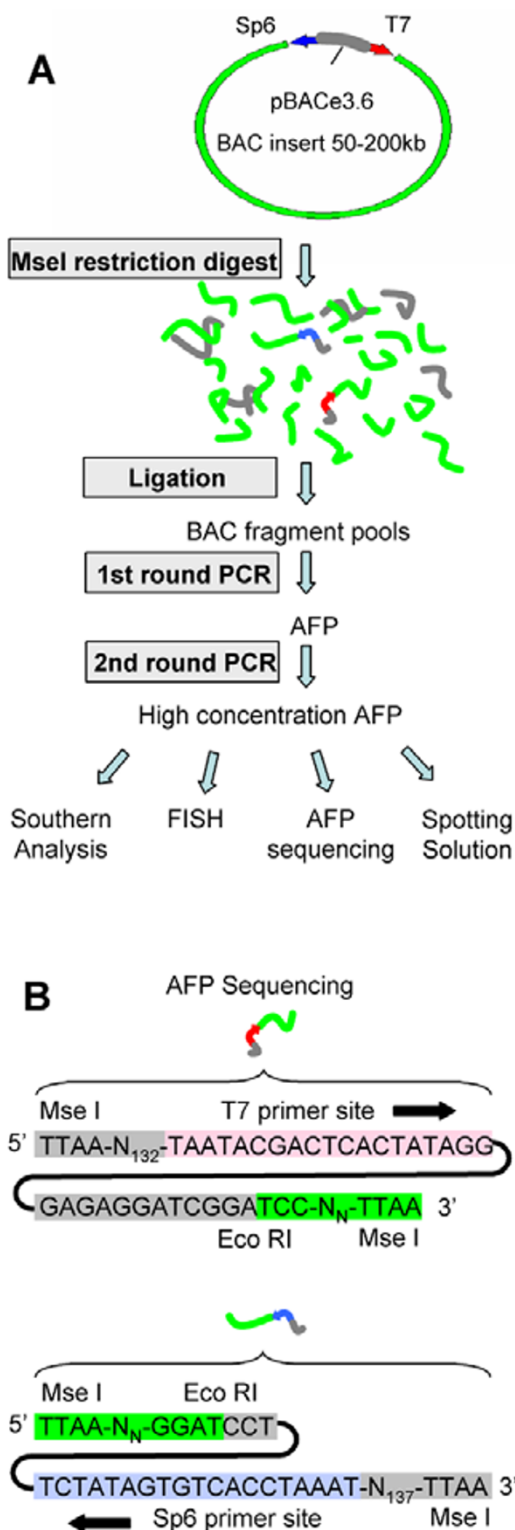 A
Sp6 T7
pBACe3.6
BAC insert 50-200kb
MseI restriction digest
Ligation
BAC fragment pools
1st round PCR
AFP
2nd round PCR
High concentration AFP
Southern Analysis
FISH
AFP sequencing
Spotting Solution
B
AFP Sequencing
Mse I T7 primer site
5' TTAA-N132-TAATACGACTCACTATAGG
GAGAGGATCGGATCC-NN-TTAA 3'
Eco RI Mse I
Mse I Eco RI
5' TTAA-NN-GGATCCT
TCTATAGTGTCACCTAAAT-N137-TTAA 3'
Sp6 primer site Mse I